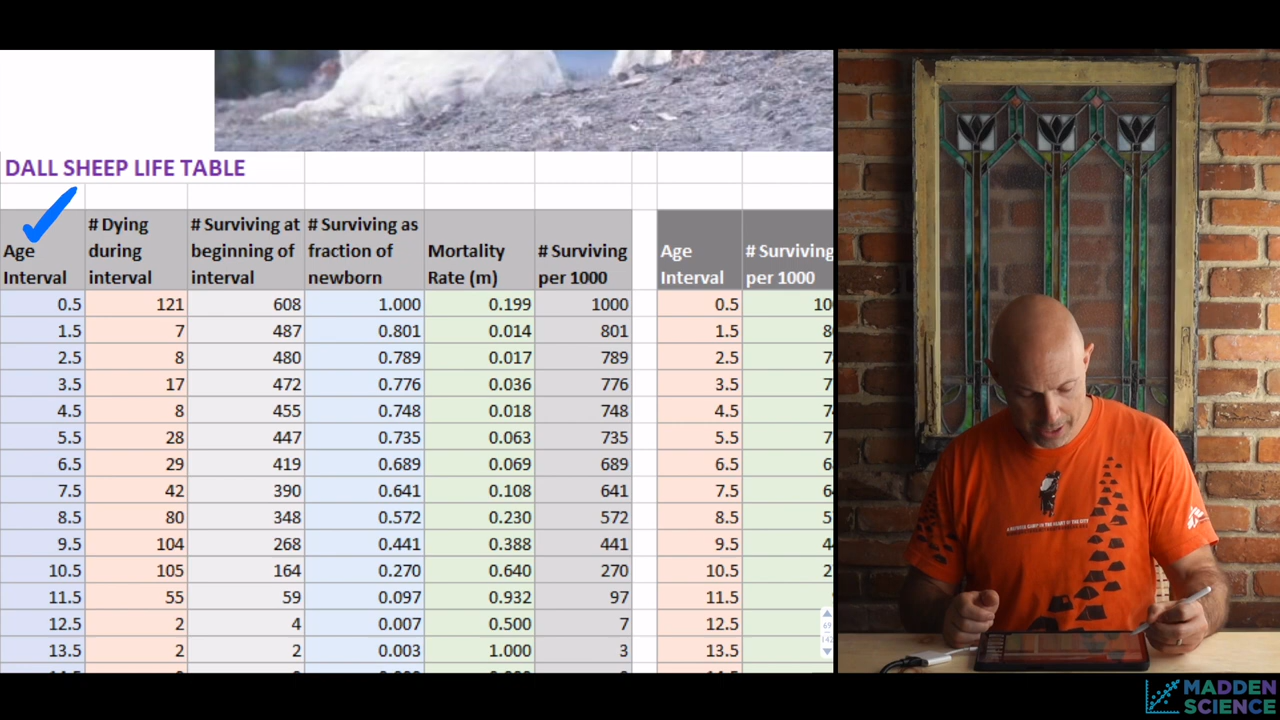 DALL SHEEP LIFE TABLE
Age Interval # Dying during interval # Surviving at beginning of interval # Surviving as fraction of newborn Mortality Rate (m) # Surviving per 1000 Age Interval # Surviving per 1000
0.5 121 608 1.000 0.199 1000 0.5
1.5 7 487 0.801 0.014 801 1.5
2.5 8 480 0.789 0.017 789 2.5
3.5 17 472 0.776 0.036 776 3.5
4.5 8 455 0.748 0.018 748 4.5
5.5 28 447 0.735 0.063 735 5.5
6.5 29 419 0.689 0.069 689 6.5
7.5 42 390 0.641 0.108 641 7.5
8.5 80 348 0.572 0.230 572 8.5
9.5 104 268 0.441 0.388 441 9.5
10.5 105 164 0.270 0.640 270 10.5
11.5 55 59 0.097 0.932 97 11.5
12.5 2 4 0.007 0.500 7 12.5
13.5 2 2 0.003 1.000 3 13.5
MADDEN
SCIENCE